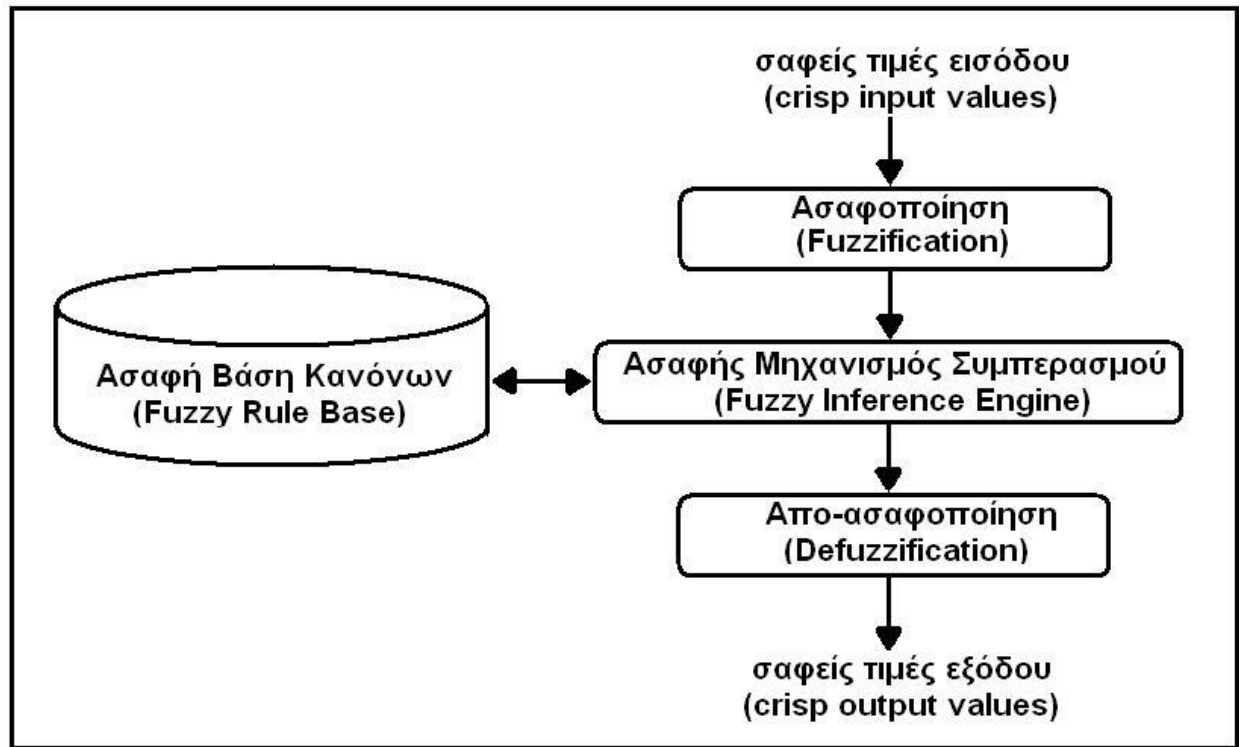 σαφείς τιμές εισόδου
(crisp input values)
Ασαφοποίηση
(Fuzzification)
Ασαφή Βάση Κανόνων
(Fuzzy Rule Base)
Ασαφής Μηχανισμός Συμπερασμού
(Fuzzy Inference Engine)
Απο-ασαφοποίηση
(Defuzzification)
σαφείς τιμές εξόδου
(crisp output values)